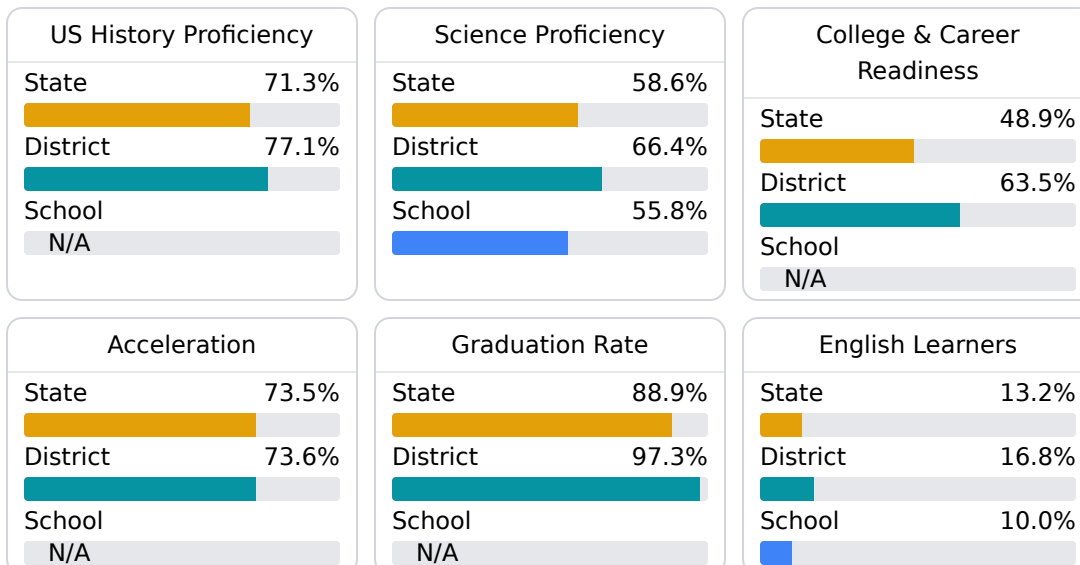 US History Proficiency
State 71.3%
District 77.1%
School
N/A
Science Proficiency
State 58.6%
District 66.4%
School 55.8%
College & Career
Readiness
State 48.9%
District 63.5%
School
N/A
Acceleration
State 73.5%
District 73.6%
School
N/A
Graduation Rate
State 88.9%
District 97.3%
School
N/A
English Learners
State 13.2%
District 16.8%
School 10.0%